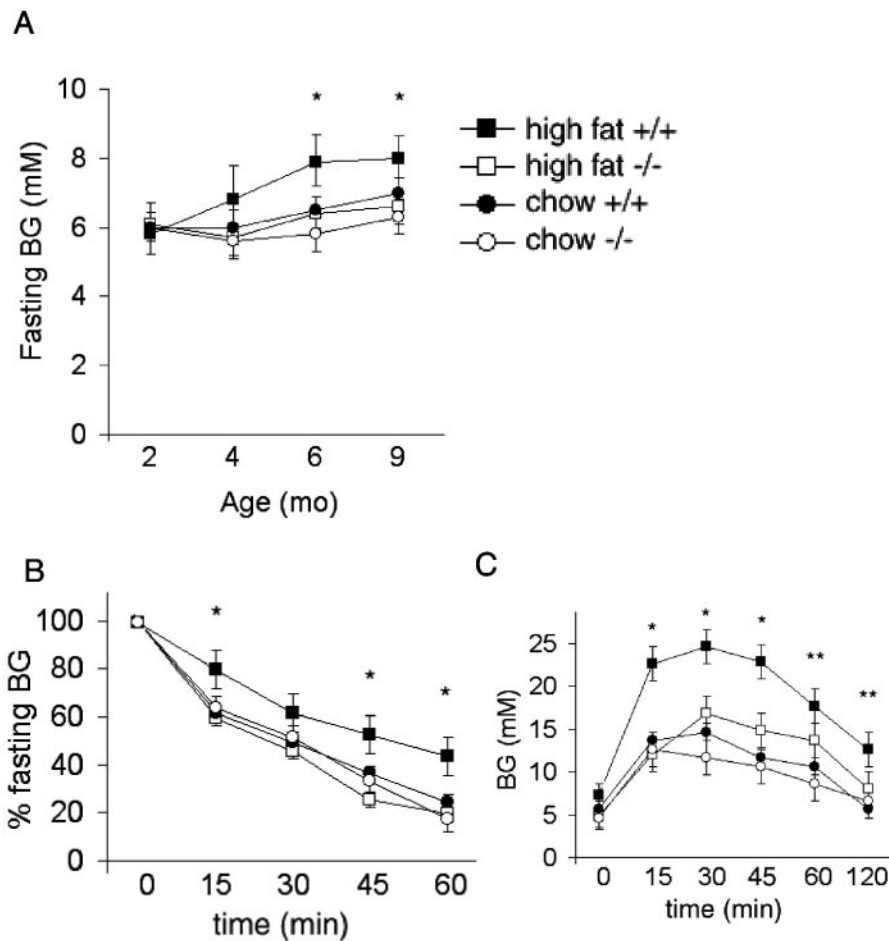 A
10
8
6
4
2
0
Fasting BG (mM)
* *
2 4 6 9
Age (mo)
high fat +/+
high fat -/-
chow +/+
chow -/-
B
100
80
60
40
20
0
% fasting BG
* * *
0 15 30 45 60
time (min)
C
25
20
15
10
5
0
BG (mM)
* * * ** **
0 15 30 45 60 120
time (min)